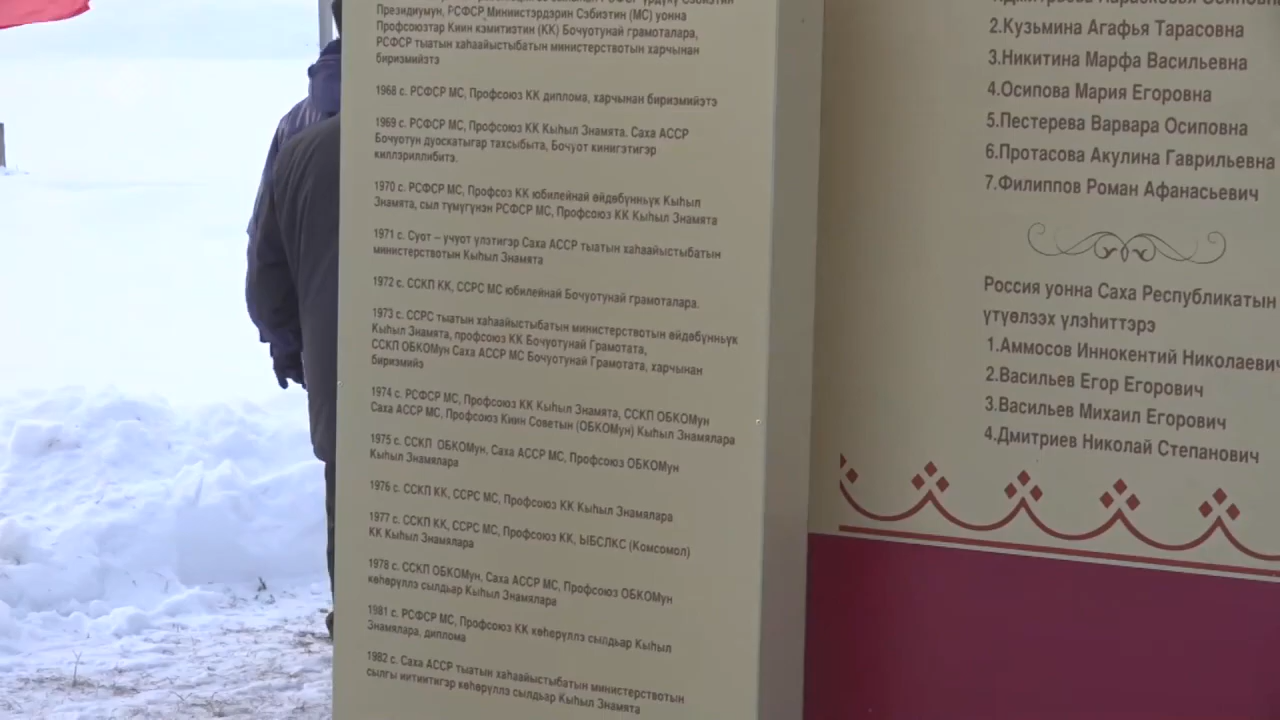 Президиумун, РСФСР Миниистэрдэрин Сэбиэтин (МС) уонна
Профсоюзтар Киин кэмитиэтин (КК) Бочуотунай грамоталара,
РСФСР тыатын хаһаайыстыбатын министерствотын харчынан
бириэмийэтэ
1968 с. РСФСР МС, Профсоюз КК диплома, харчынан бириэмийэтэ
1969 с. РСФСР МС, Профсоюз КК Кыһыл Знамята. Саха АССР
Бочуотун дуоскатыгар тахсыбыта, Бочуот кинигэтигэр
киллэриллибитэ.
1970 с. РСФСР МС, Профсоз КК юбилейнай өйдөбүнньүк Кыһыл
Знамята, сыл түмүгүнэн РСФСР МС, Профсоюз КК Кыһыл Знамята
1971 с. Суот – учуот үлэтигэр Саха АССР тыатын хаһаайыстыбатын
министерствотын Кыһыл Знамята
1972 с. ССКП КК, ССРС МС юбилейнай Бочуотунай грамоталара.
1973 с. ССРС тыатын хаһаайыстыбатын министерствотын өйдөбүнньүк
Кыһыл Знамята, профсоюз КК Бочуотунай Грамотата,
ССКП ОБКОМун Саха АССР МС Бочуотунай Грамотата, харчынан
бириэмийэ
1974 с. РСФСР МС, Профсоюз КК Кыһыл Знамята, ССКП ОБКОМун
Саха АССР МС, Профсоюз Киин Советын (ОБКОМун) Кыһыл Знамялара
1975 с. ССКП ОБКОМун, Саха АССР МС, Профсоюз ОБКОМун
Кыһыл Знамялара
1976 с. ССКП КК, ССРС МС, Профсоюз КК Кыһыл Знамялара
1977 с. ССКП КК, ССРС МС, Профсоюз КК, ЫБСЛКС (Комсомол)
КК Кыһыл Знамялара
1978 с. ССКП ОБКОМун, Саха АССР МС, Профсоюз ОБКОМун
көһөрүллэ сылдьар Кыһыл Знамялара
1981 с. РСФСР МС, Профсоюз КК көһөрүллэ сылдьар Кыһыл
Знамялара, диплома
1982 с. Саха АССР тыатын хаһаайыстыбатын министерствотын
сылгы иитиитигэр көһөрүллэ сылдьар Кыһыл Знамята
2.Кузьмина Агафья Тарасовна
3.Никитина Марфа Васильевна
4.Осипова Мария Егоровна
5.Пестерева Варвара Осиповна
6.Протасова Акулина Гаврильевна
7.Филиппов Роман Афанасьевич
Россия уонна Саха Республикатын
үтүөлээх үлэһиттэрэ
1.Аммосов Иннокентий Николаевич
2.Васильев Егор Егорович
3.Васильев Михаил Егорович
4.Дмитриев Николай Степанович